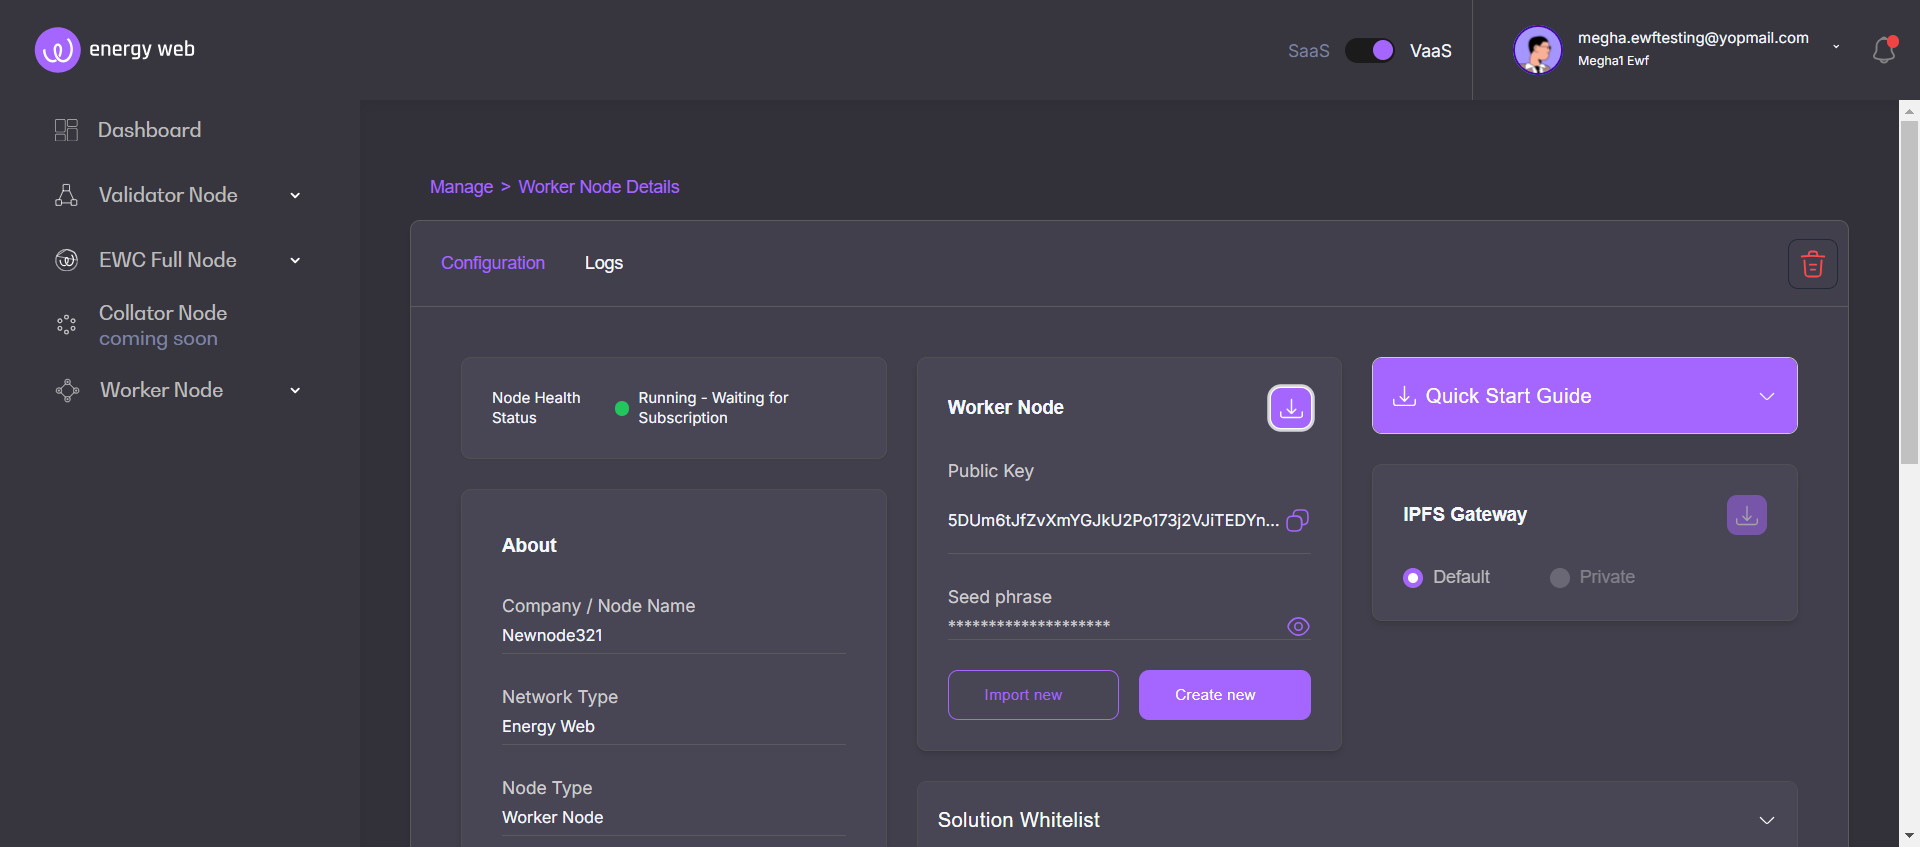 energy web
SaaS
VaaS
megha.ewftesting@yopmail.com
Megha1 Ewf
Dashboard
Validator Node
EWC Full Node
Collator Node
coming soon
Worker Node
Manage > Worker Node Details
Configuration
Logs
Node Health
Status
Running - Waiting for
Subscription
About
Company / Node Name
Newnode321
Network Type
Energy Web
Node Type
Worker Node
Worker Node
Public Key
5DUm6tJfZvXmYGJkU2Po173j2VJiTEDYn...
Seed phrase
********************
Import new
Create new
Quick Start Guide
IPFS Gateway
Default
Private
Solution Whitelist